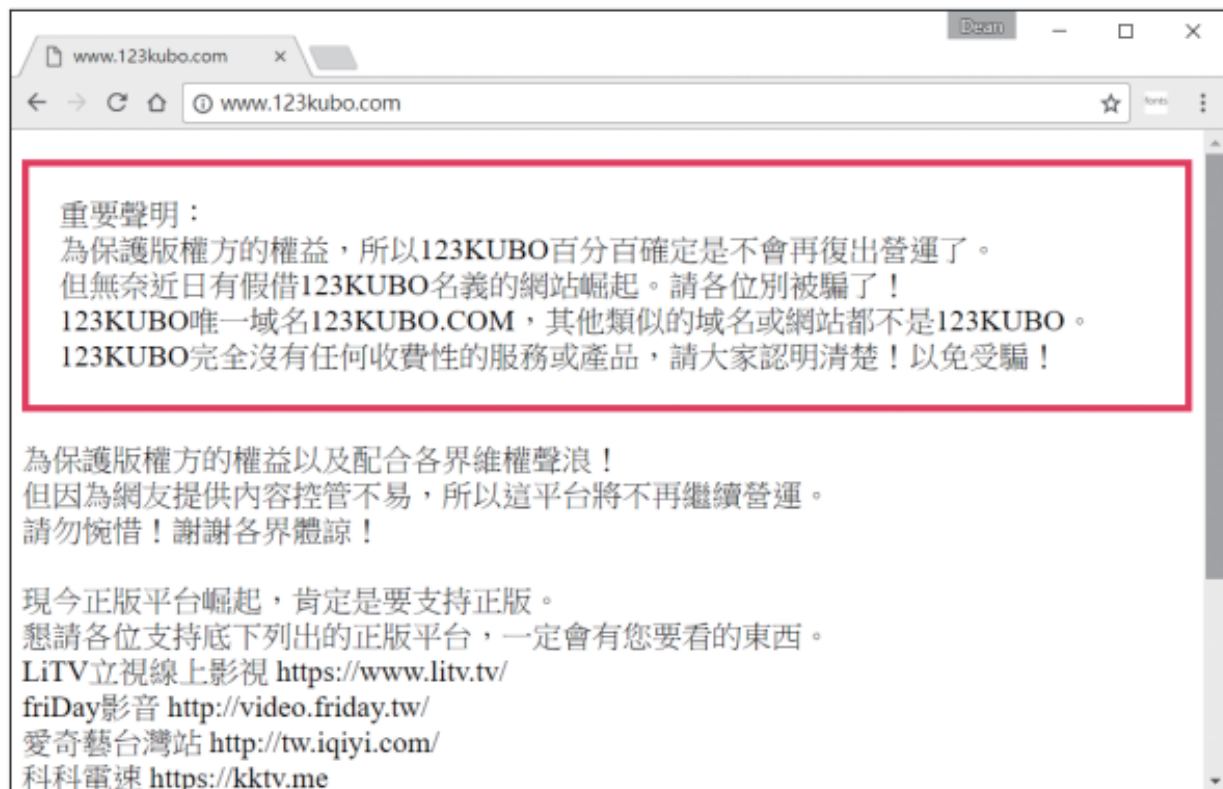 Dean
www.123kubo.com
www.123kubo.com
fonts
重要聲明：
為保護版權方的權益，所以123KUBO百分百確定是不會再復出營運了。
但無奈近日有假借123KUBO名義的網站崛起。請各位別被騙了！
123KUBO唯一域名123KUBO.COM，其他類似的域名或網站都不是123KUBO。
123KUBO完全沒有任何收費性的服務或產品，請大家認明清楚！以免受騙！
為保護版權方的權益以及配合各界維權聲浪！
但因為網友提供內容控管不易，所以這平台將不再繼續營運。
請勿惋惜！謝謝各界體諒！
現今正版平台崛起，肯定是要支持正版。
懇請各位支持底下列出的正版平台，一定會有您要看的東西。
LiTV立視線上影視 https://www.litv.tv/
friDay影音 http://video.friday.tw/
愛奇藝台灣站 http://tw.iqiyi.com/
科科電速 https://kktv.me